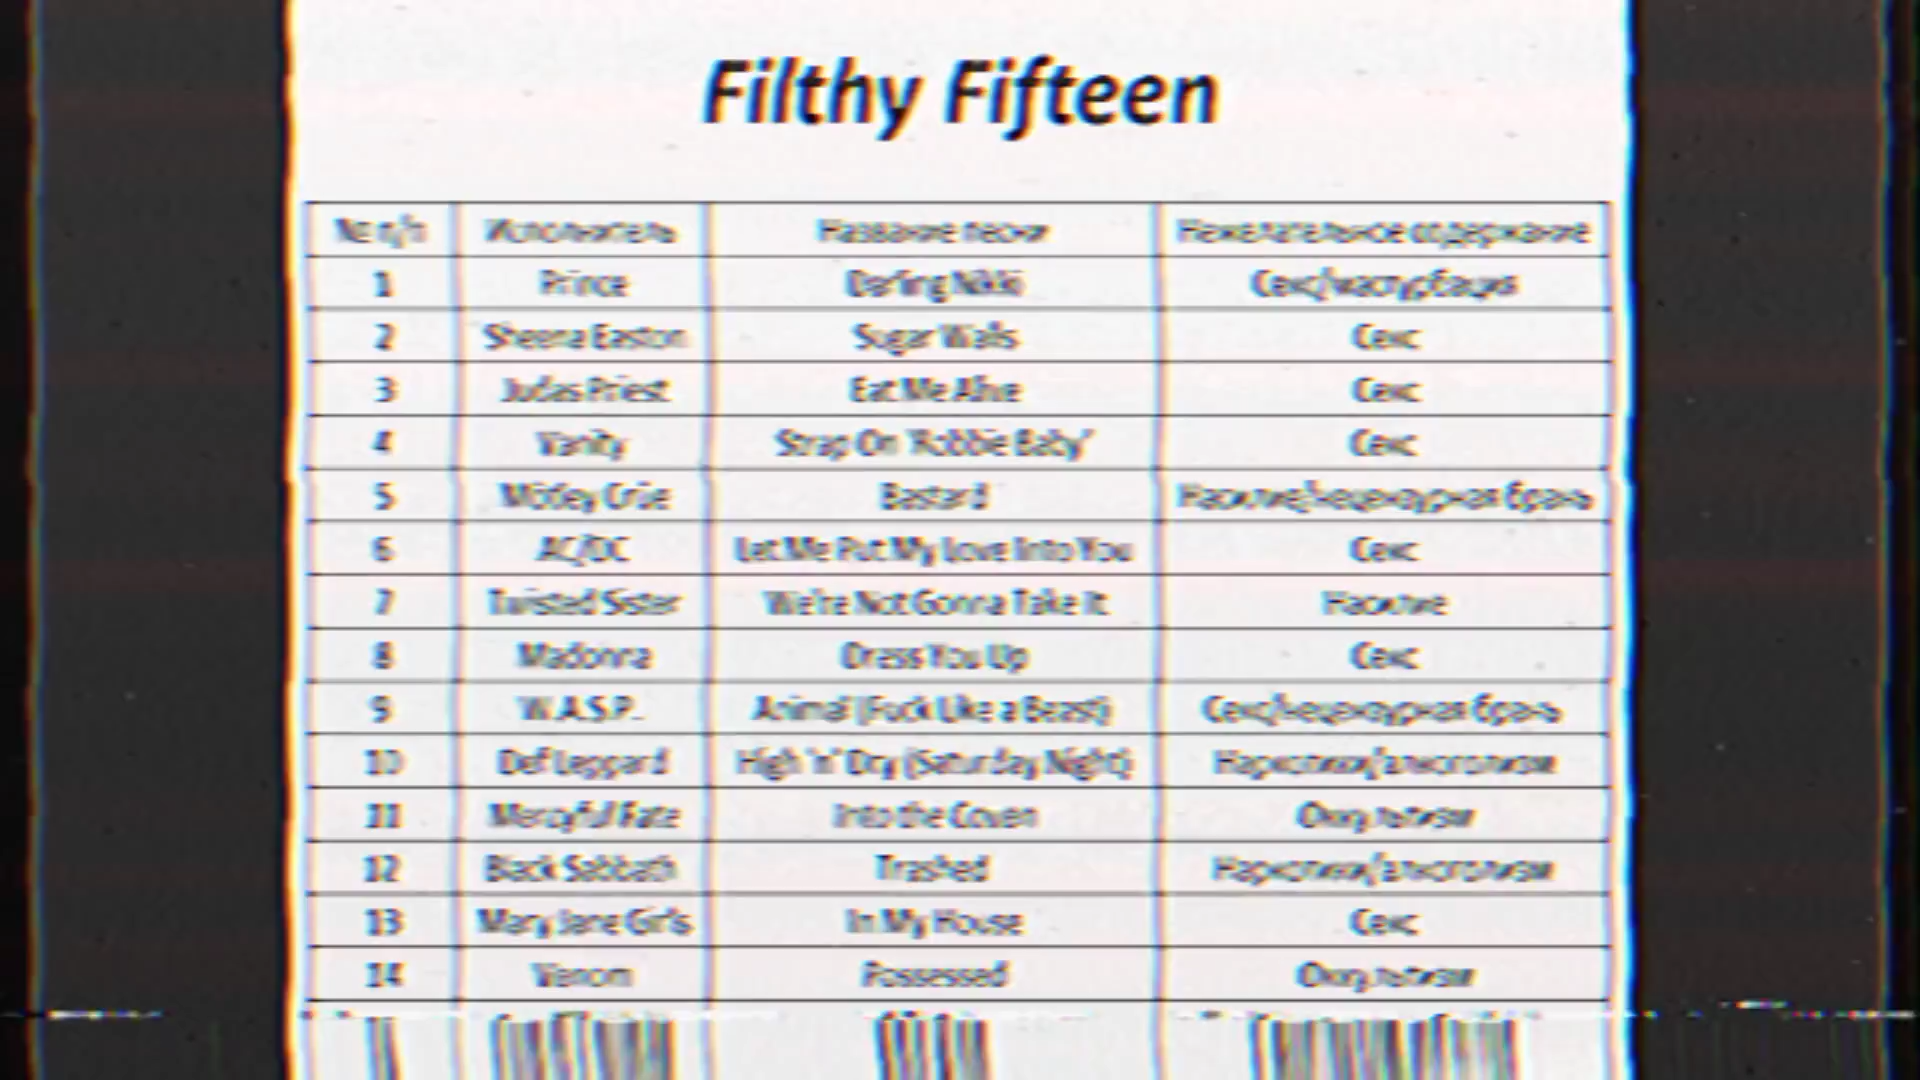 Filthy Fifteen
№ п/п Исполнитель Название песни Нежелательное содержание
1 Prince Darling Nikki Секс/мастурбация
2 Sheena Easton Sugar Walls Секс
3 Judas Priest Eat Me Alive Секс
4 Vanity Strap On 'Robbie Baby' Секс
5 Mötley Crüe Bastard Насилие/нецензурная брань
6 AC/DC Let Me Put My Love Into You Секс
7 Twisted Sister We're Not Gonna Take It Насилие
8 Madonna Dress You Up Секс
9 W.A.S.P. Animal (Fuck Like a Beast) Секс/нецензурная брань
10 Def Leppard High 'n' Dry (Saturday Night) Наркотики/алкоголизм
11 Mercyful Fate Into the Coven Оккультизм
12 Black Sabbath Trashed Наркотики/алкоголизм
13 Mary Jane Girls In My House Секс
14 Venom Possessed Оккультизм